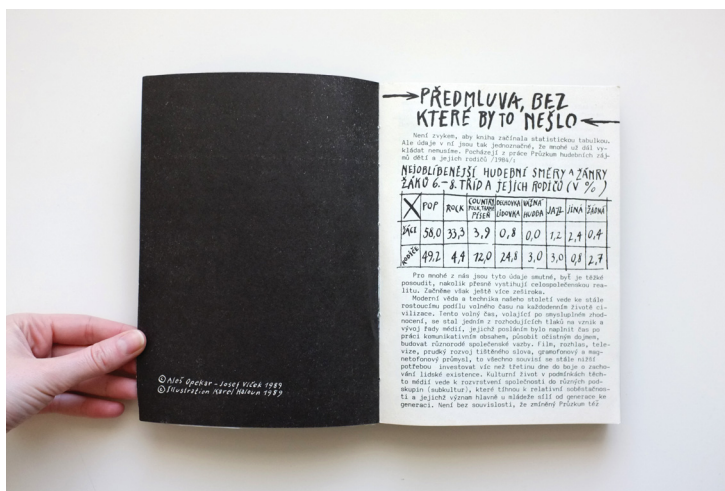 © Aleš Opekar - Josef Vlček 1989
© Illustration Karel Haloun 1989
→ PŘEDMLUVA, BEZ
KTERÉ BY TO NEŠLO ←
Není zvykem, aby kniha začínala statistickou tabulkou.
Ale údaje v ní jsou tak jednoznačné, že mnohé už dál vy-
kládat nemusíme. Pocházejí z práce Průzkum hudebních záj-
mů dětí a jejich rodičů /1984/:
NEJOBLÍBENĚJŠÍ HUDEBNÍ SMĚRY A ŽÁNRY
ŽÁKŮ 6.-8. TŘÍD A JEJICH RODIČŮ (V %)
X POP ROCK COUNTRY FOLK, TRAMP. PÍSEŇ DECHOVKA LIDOVKA VÁŽNÁ HUDBA JAZZ JINÁ ŽÁDNÁ
ŽÁCI 58,0 33,3 3,9 0,8 0,0 1,2 2,4 0,4
RODIČE 49,2 4,4 12,0 24,8 3,0 3,0 0,8 2,7
Pro mnohé z nás jsou tyto údaje smutné, byť je těžké
posoudit, nakolik přesně vystihují celospolečenskou rea-
litu. Začněme však ještě více zeširoka.
Moderní věda a technika našeho století vede ke stále
rostoucímu podílu volného času na každodenním životě ci-
vilizace. Tento volný čas, volající po smysluplném zhod-
nocení, se stal jedním z rozhodujících tlaků na vznik a
vývoj řady médií, jejichž posláním bylo naplnit čas po
práci komunikativním obsahem, působit očistným dojmem,
budovat různorodé společenské vazby. Film, rozhlas, tele-
vize, prudký rozvoj tištěného slova, gramofonový a mag-
netofonový průmysl, to všechno souvisí se stále nižší
potřebou investovat víc než třetinu dne do boje o zacho-
vání lidské existence. Kulturní život v podmínkách těch-
to médií vede k rozvrstvení společnosti do různých pod-
skupin (subkultur), které tíhnou k relativní soběstačnos-
ti a jejichž význam hlavně u mládeže sílí od generace ke
generaci. Není bez souvislosti, že zmíněný Průzkum též